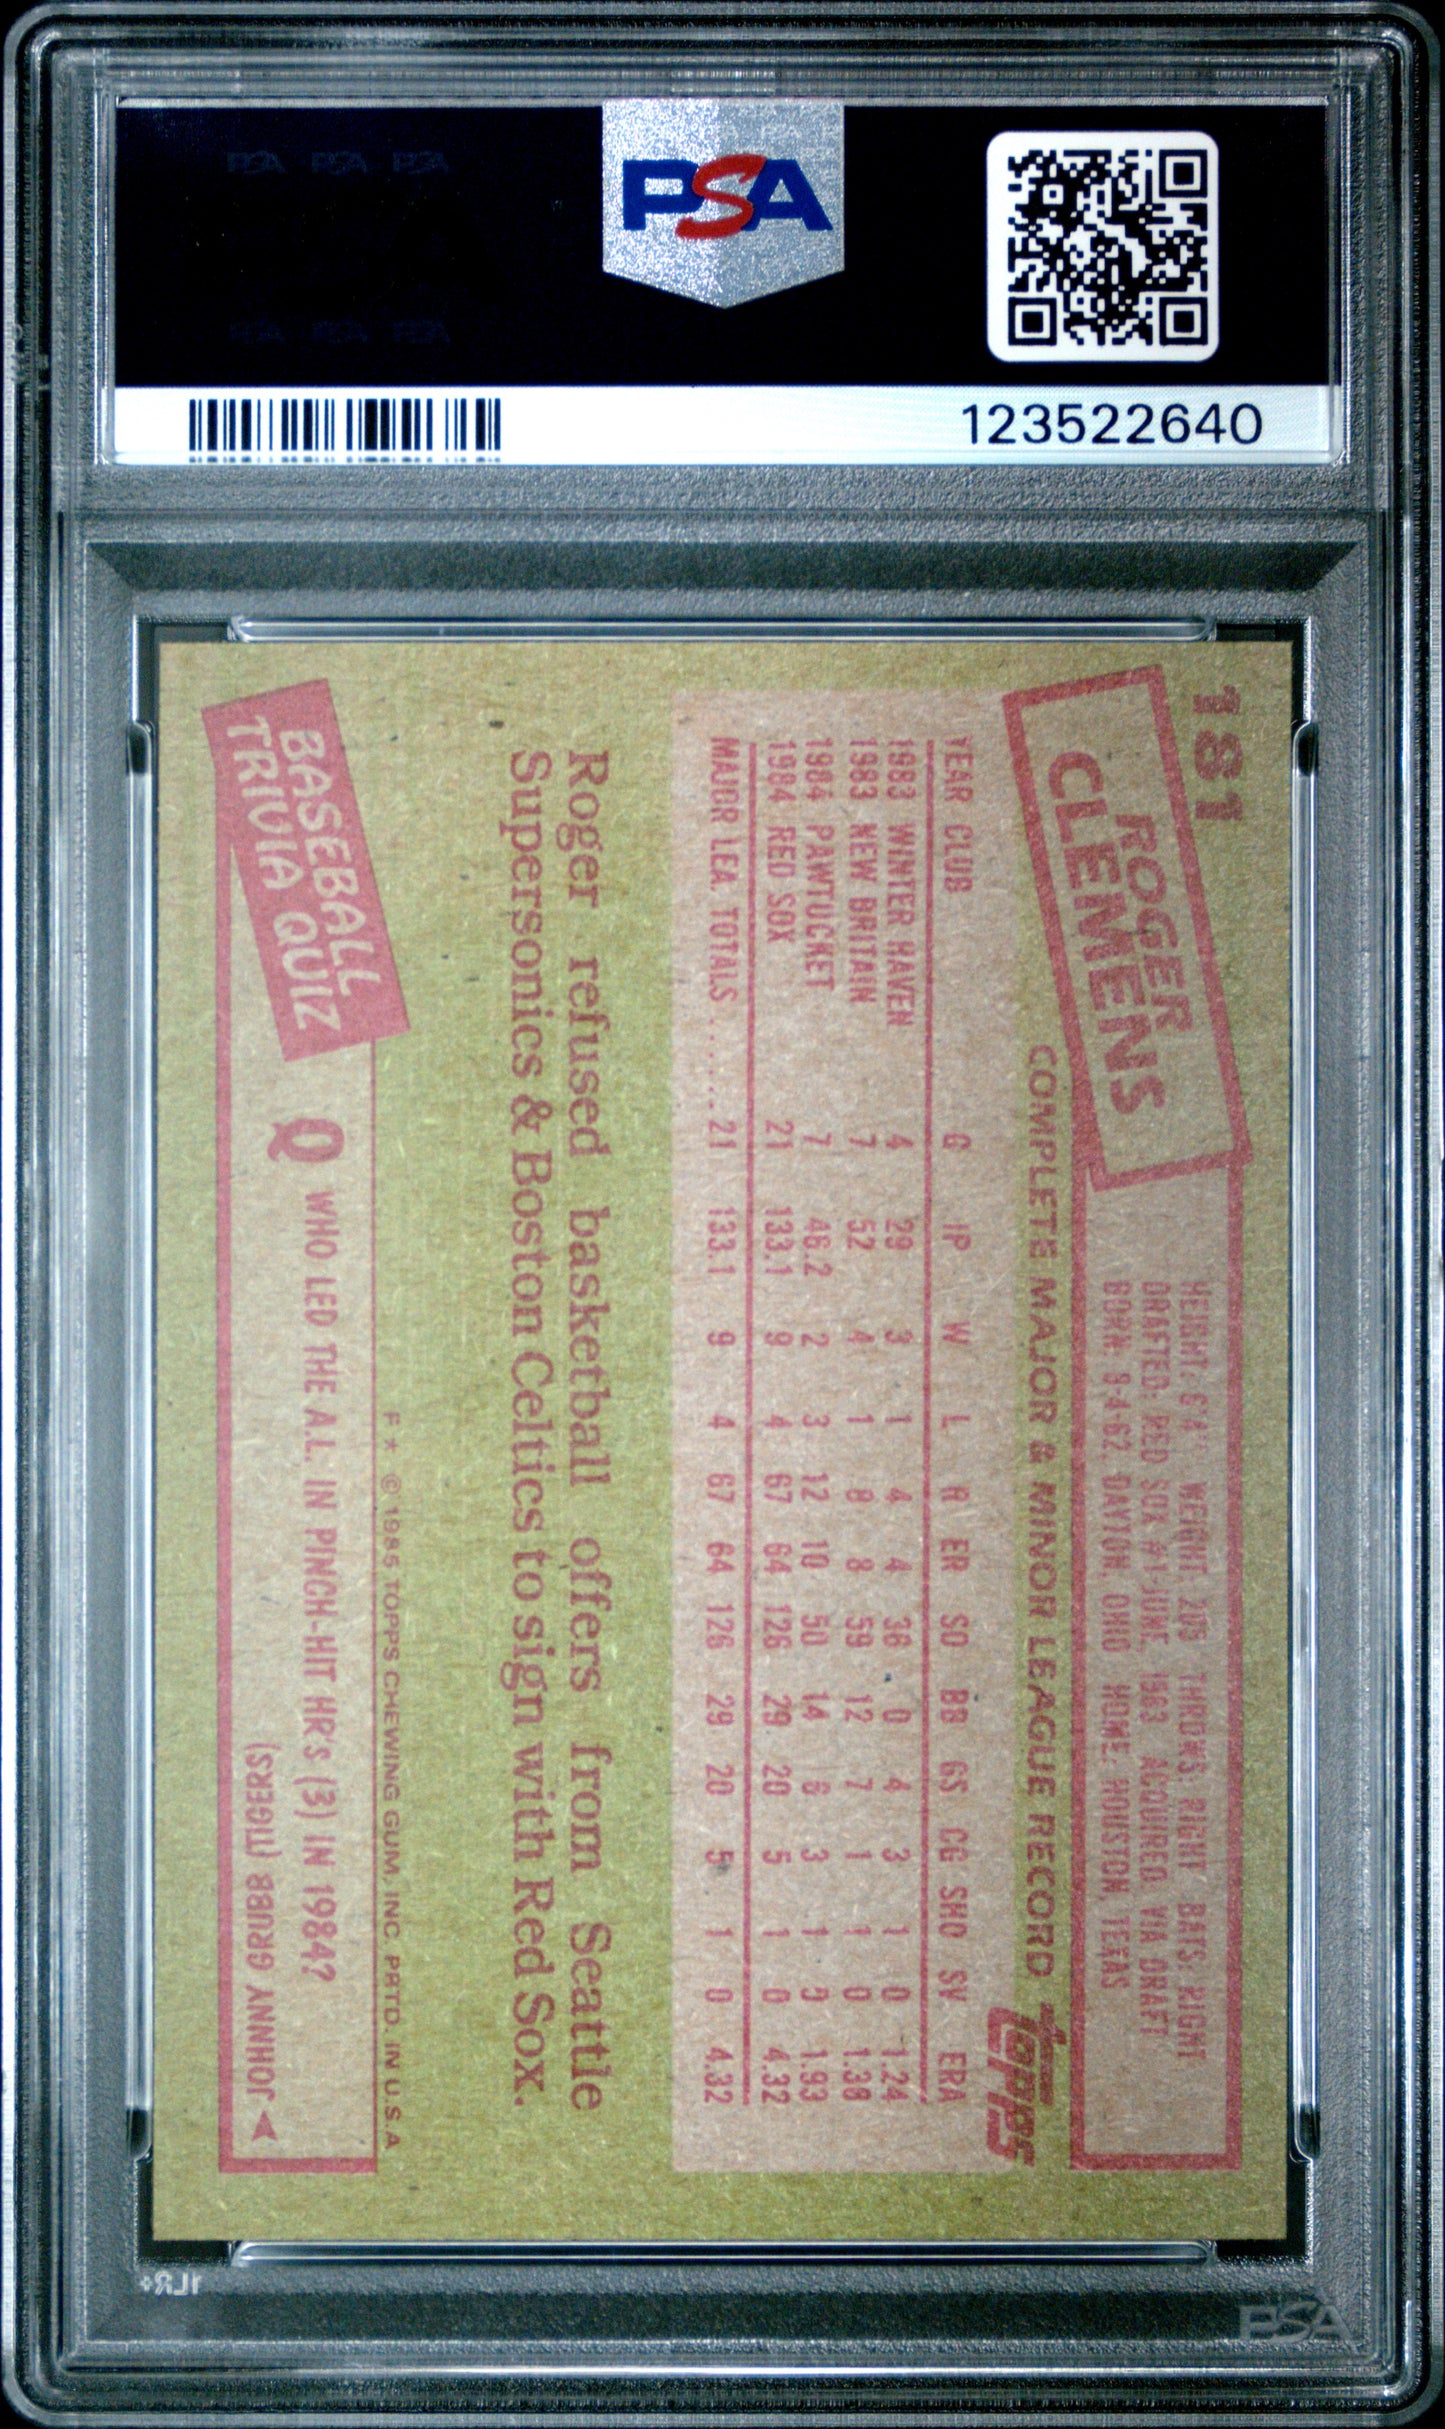 PSA
123522640
181
ROGER
CLEMENS
HEIGHT: 6'4" WEIGHT: 205 THROWS: RIGHT BATS: RIGHT
DRAFTED: RED SOX #1-JUNE, 1983 ACQUIRED: VIA DRAFT
BORN: 8-4-62, DAYTON, OHIO HOME: HOUSTON, TEXAS
COMPLETE MAJOR & MINOR LEAGUE RECORD
Topps
YEAR CLUB G IP W L R ER SO BB GS CG SHO SV ERA
1983 WINTER HAVEN 4 29 3 1 4 4 36 0 4 3 1 0 1.24
1983 NEW BRITAIN 7 52 4 1 8 8 59 12 7 1 1 0 1.38
1984 PAWTUCKET 7 46.2 2 3 12 10 50 14 6 3 1 0 1.93
1984 RED SOX 21 133.1 9 4 67 64 126 29 20 5 1 0 4.32
MAJOR LEA. TOTALS ...... 21 133.1 9 4 67 64 126 29 20 5 1 0 4.32
Roger refused basketball offers from Seattle
Supersonics & Boston Celtics to sign with Red Sox.
F* © 1985 TOPPS CHEWING GUM, INC. PRTD. IN U.S.A.
BASEBALL
TRIVIA QUIZ
Q WHO LED THE A.L. IN PINCH-HIT HR's (3) IN 1984?
JOHNNY GRUBB (TIGERS)
1LR+
PSA